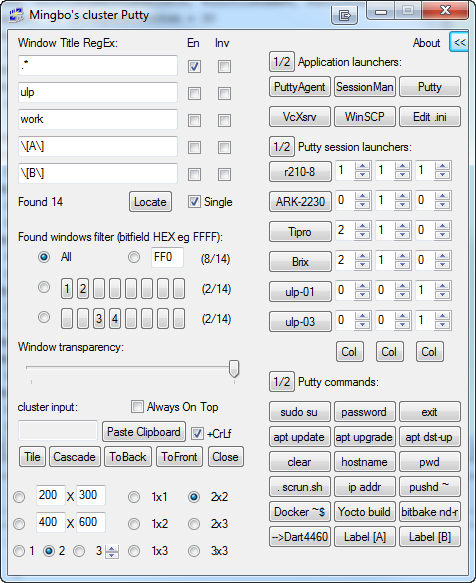 Mingbo's cluster Putty
Window Title RegEx: En Inv
.*
ulp
work
\[A\]
\[B\]
Found 14 Locate Single
Found windows filter (bitfield HEX eg FFFF):
All FF0 (8/14)
1 2 (2/14)
3 4 (2/14)
Window transparency:
cluster input: Always On Top
Paste Clipboard +CrLf
Tile Cascade ToBack ToFront Close
200 X 300 1x1 2x2
400 X 600 1x2 2x3
1 2 3 1x3 3x3
About <<
1/2 Application launchers:
PuttyAgent SessionMan Putty
VcXsrv WinSCP Edit .ini
1/2 Putty session launchers:
r210-8 1 1 1
ARK-2230 0 1 1
Tipro 2 1 0
Brix 2 1 0
ulp-01 0 0 1
ulp-03 0 0 1
Col Col Col
1/2 Putty commands:
sudo su password exit
apt update apt upgrade apt dst-up
clear hostname pwd
. scrun.sh ip addr pushd ~
Docker ~$ Yocto build bitbake nd-r
-->Dart4460 Label [A] Label [B]